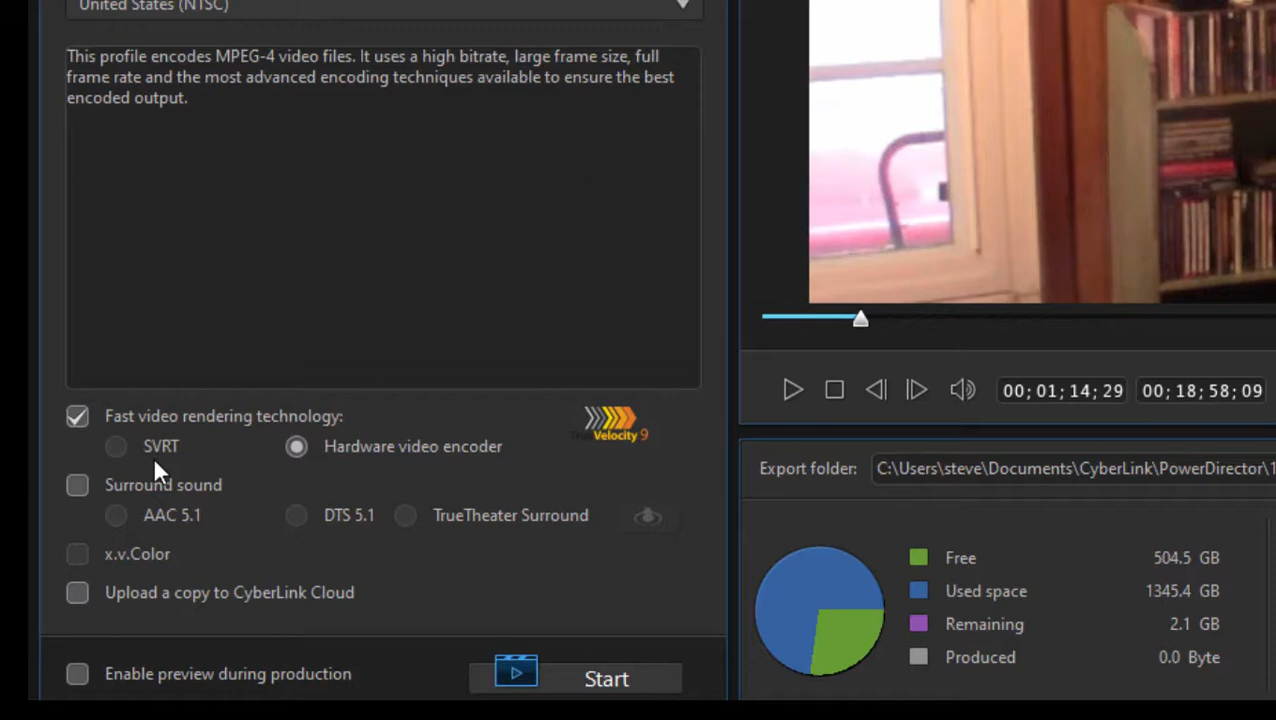 United States (NTSC)
This profile encodes MPEG-4 video files. It uses a high bitrate, large frame size, full
frame rate and the most advanced encoding techniques available to ensure the best
encoded output.
Fast video rendering technology:
Velocity 9
SVRT
Hardware video encoder
Surround sound
AAC 5.1
DTS 5.1
TrueTheater Surround
x.v.Color
Upload a copy to CyberLink Cloud
Enable preview during production
Start
00;01;14;29
00;18;58;09
Export folder:
C:\Users\steve\Documents\CyberLink\PowerDirector\1
Free 504.5 GB
Used space 1345.4 GB
Remaining 2.1 GB
Produced 0.0 Byte